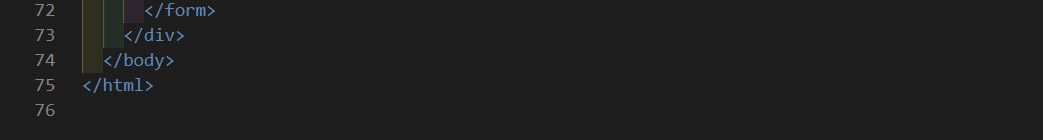 72 </form>
73 </div>
74 </body>
75 </html>
76